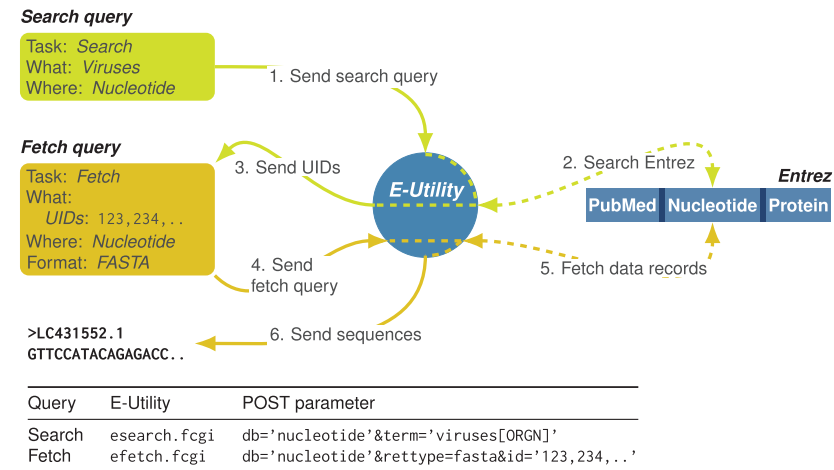 Search query
Task: Search
What: Viruses
Where: Nucleotide
1. Send search query
Fetch query
Task: Fetch
What:
UIDs: 123,234,..
Where: Nucleotide
Format: FASTA
3. Send UIDs
E-Utility
2. Search Entrez
Entrez
PubMed Nucleotide Protein
4. Send
fetch query
5. Fetch data records
6. Send sequences
>LC431552.1
GTTCCATACAGAGACC..
Query E-Utility POST parameter
Search esearch.fcgi db='nucleotide'&term='viruses[ORGN]'
Fetch efetch.fcgi db='nucleotide'&rettype=fasta&id='123,234,..'